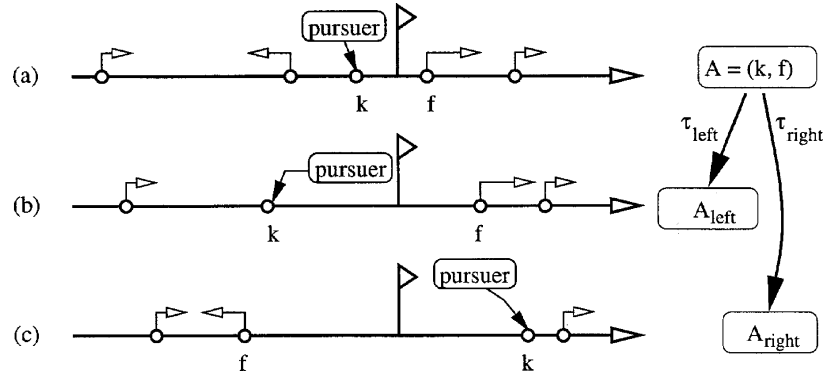 pursuer
(a)
k
f
A = (k, f)
τleft
τright
pursuer
(b)
k
f
Aleft
pursuer
(c)
f
k
Aright